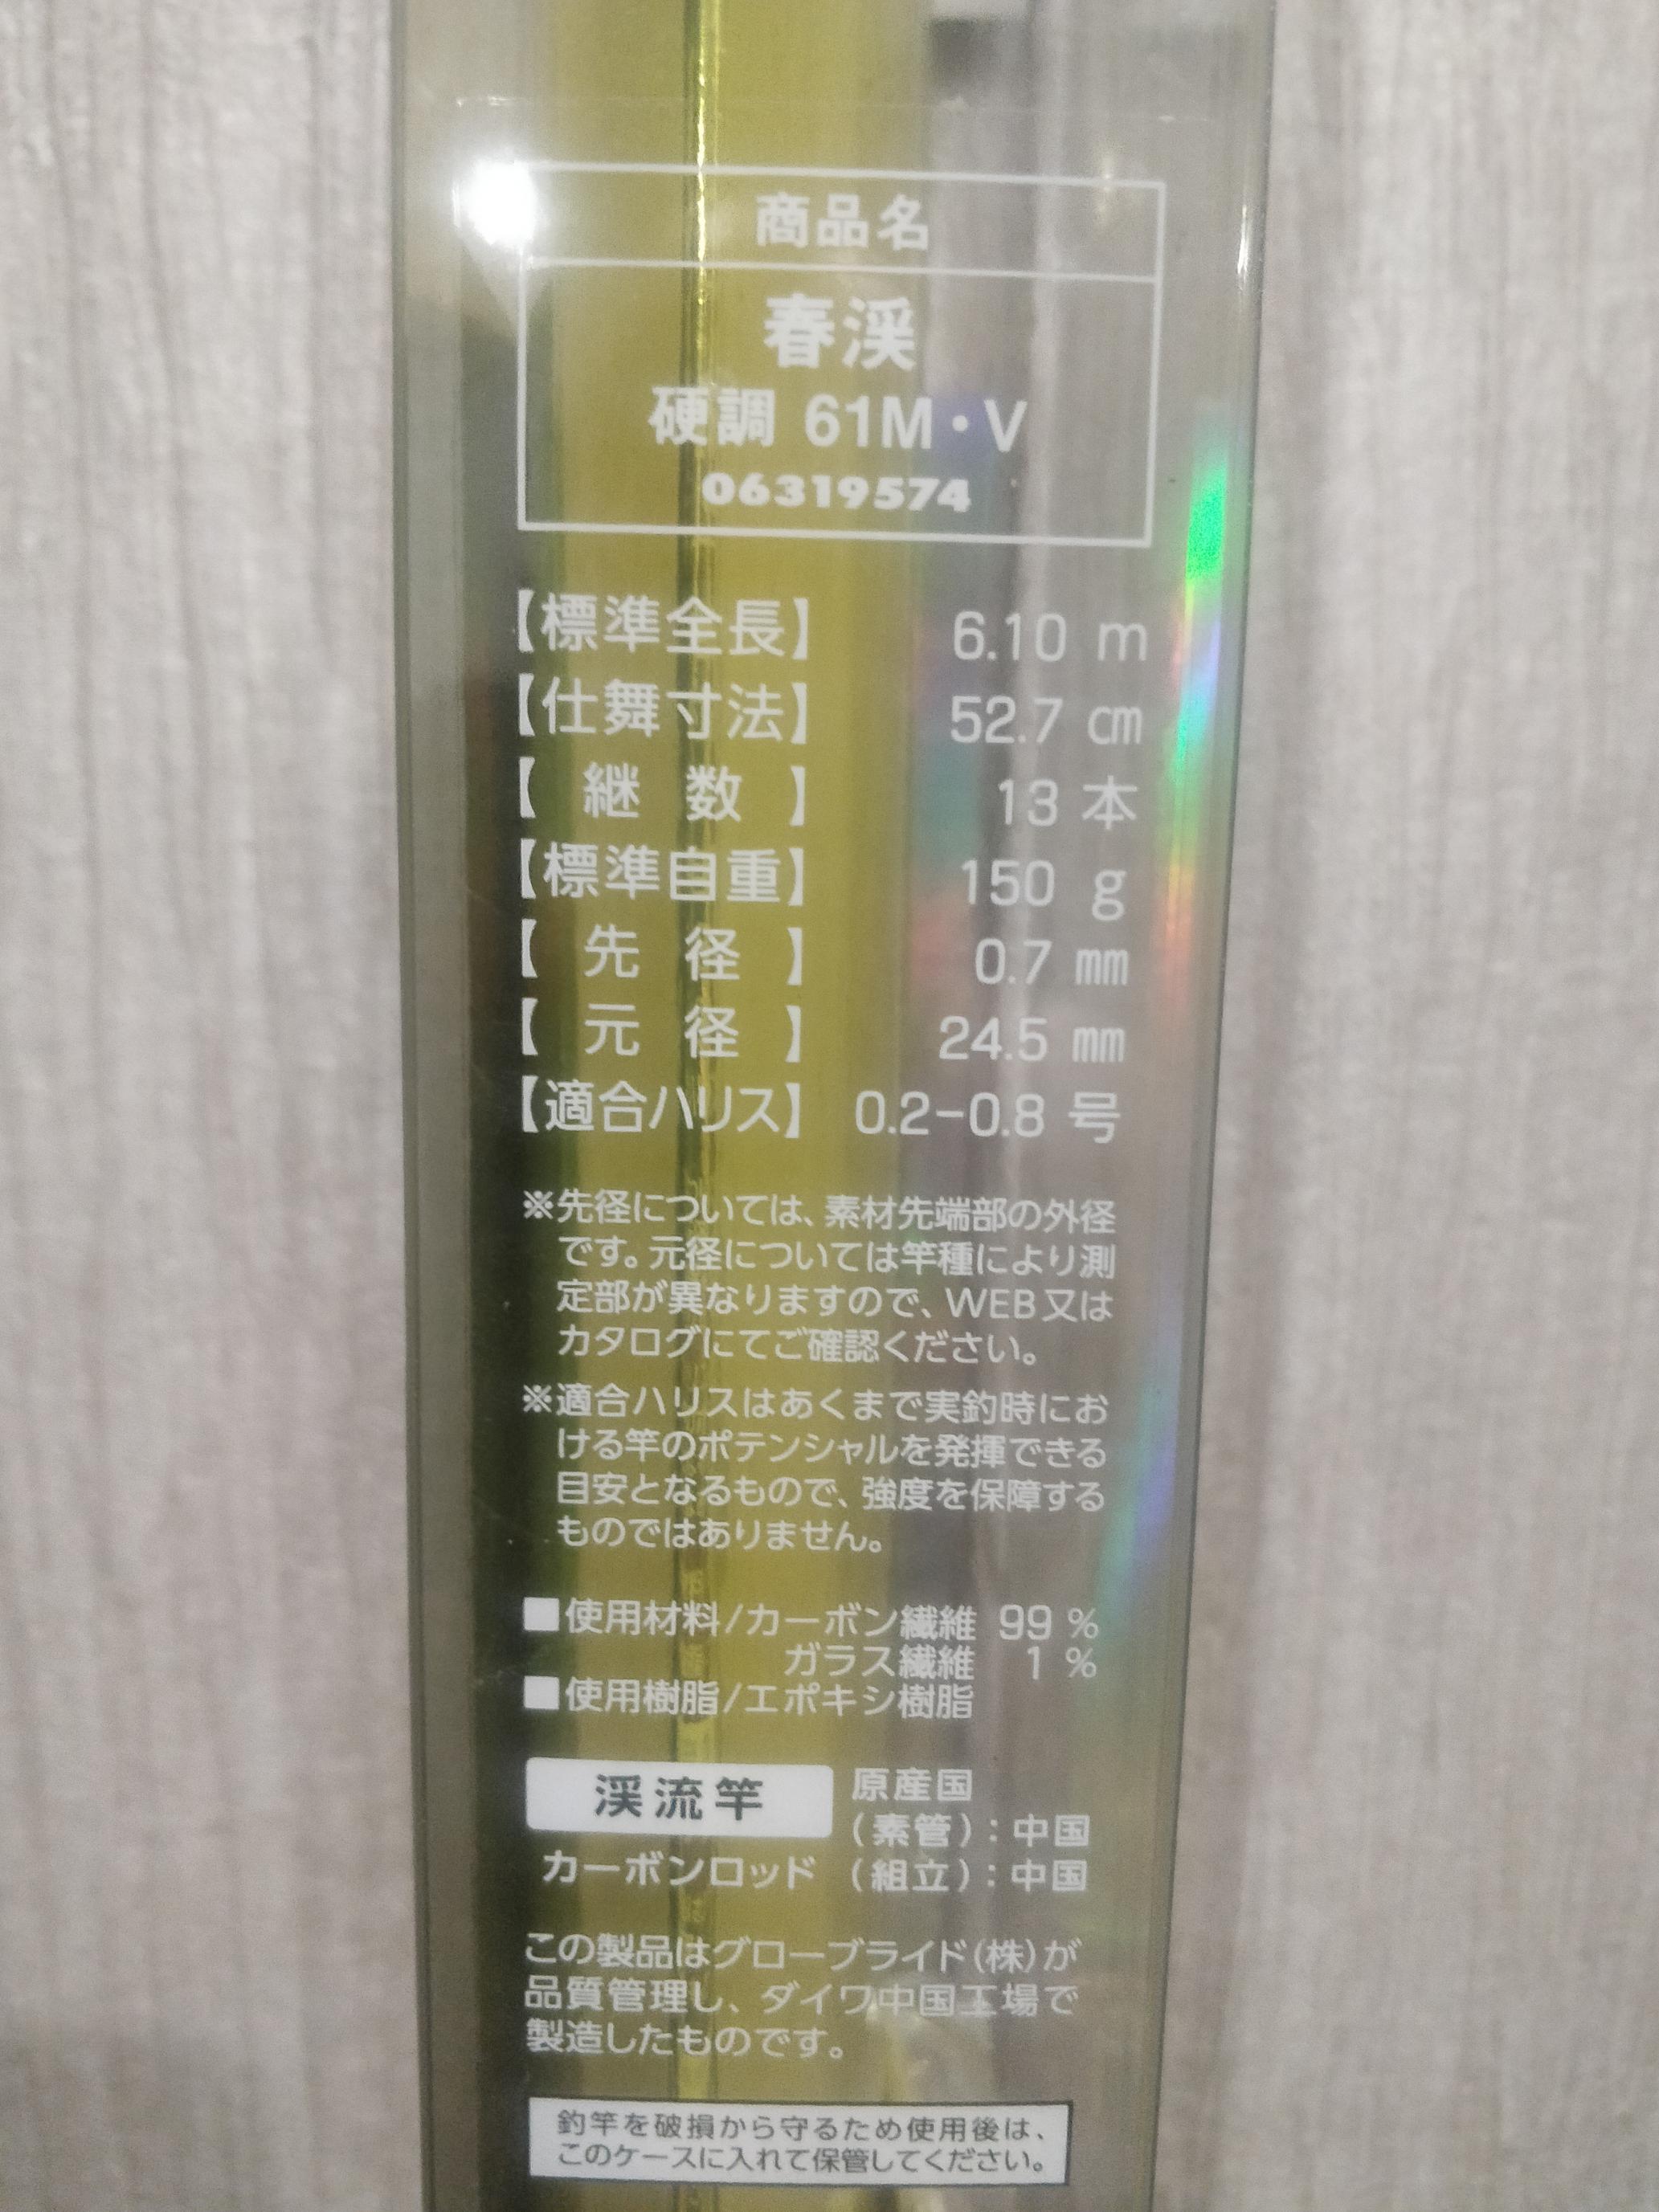 商品名
春渓
硬調 61M・V
06319574
【標準全長】 6.10 m
【仕舞寸法】 52.7 cm
【継数】 13 本
【標準自重】 150 g
【先径】 0.7 mm
【元径】 24.5 mm
【適合ハリス】 0.2-0.8 号
※先径については、素材先端部の外径
です。元径については竿種により測
定部が異なりますので、WEB又は
カタログにてご確認ください。
※適合ハリスはあくまで実釣時にお
ける竿のポテンシャルを発揮できる
目安となるもので、強度を保障する
ものではありません。
■使用材料/カーボン繊維 99 %
ガラス繊維 1 %
■使用樹脂/エポキシ樹脂
渓流竿
カーボンロッド
原産国
(素管):中国
(組立):中国
この製品はグローブライド(株)が
品質管理し、ダイワ中国工場で
製造したものです。
釣竿を破損から守るため使用後は、
このケースに入れて保管してください。